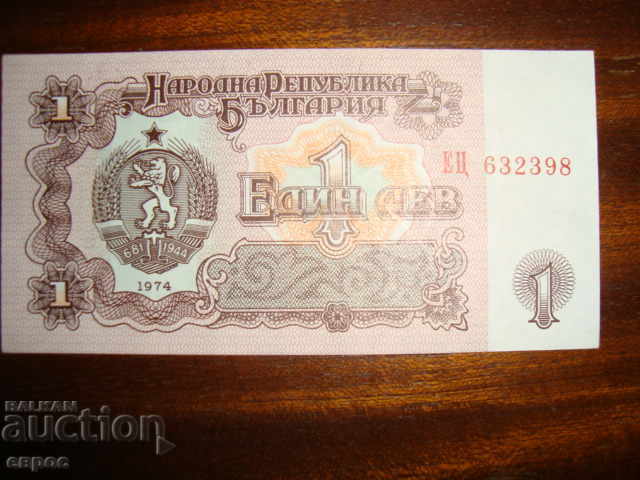 НАРОДНА РЕПУБЛИКА
БЪЛГАРИЯ
1
1
ЕЦ 632398
ЕДИН ЛЕВ
681 1944
1974
1
1
BALKAN
auction
еврос